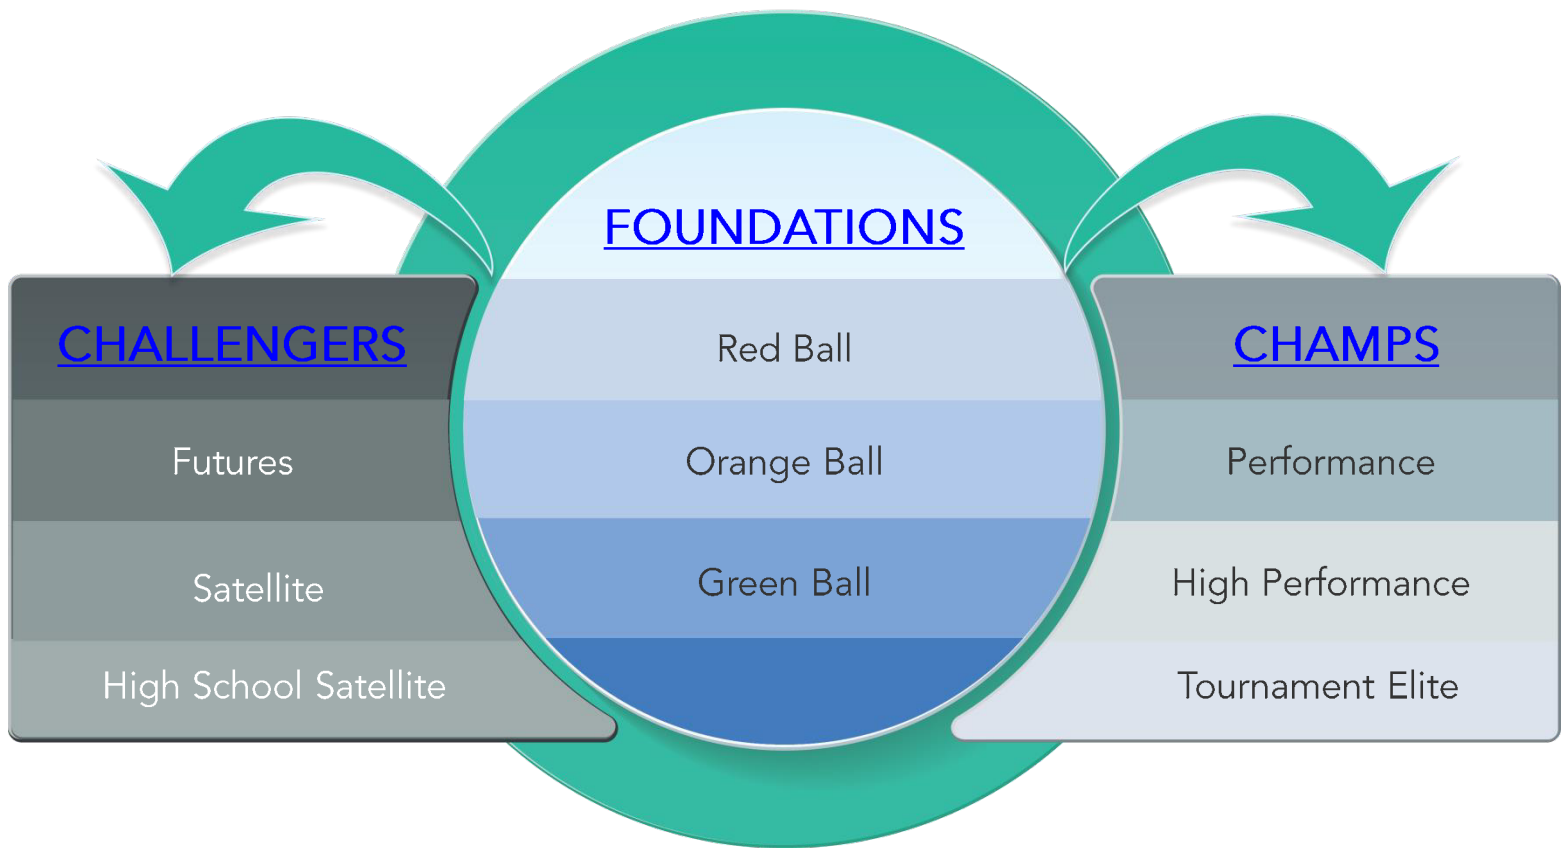 FOUNDATIONS
Red Ball
Orange Ball
Green Ball
CHALLENGERS
Futures
Satellite
High School Satellite
CHAMPS
Performance
High Performance
Tournament Elite